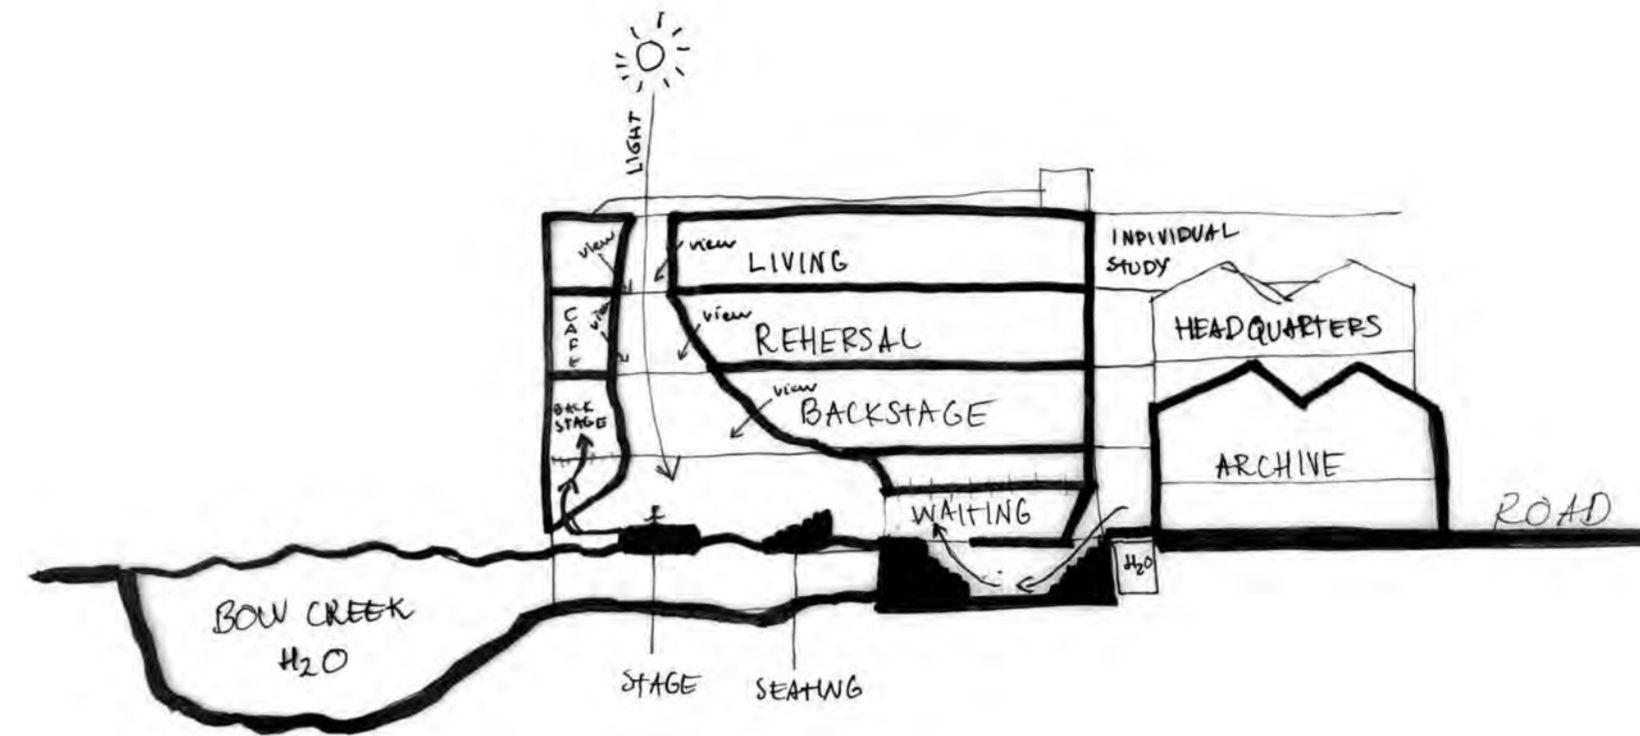 LIGHT
view
view
LIVING
INDIVIDUAL
STUDY
CAFE
view
view
REHERSAL
HEADQUARTERS
view
BACKSTAGE
BACK
STAGE
ARCHIVE
WAITING
ROAD
H2O
BOW CREEK
H2O
STAGE
SEATING